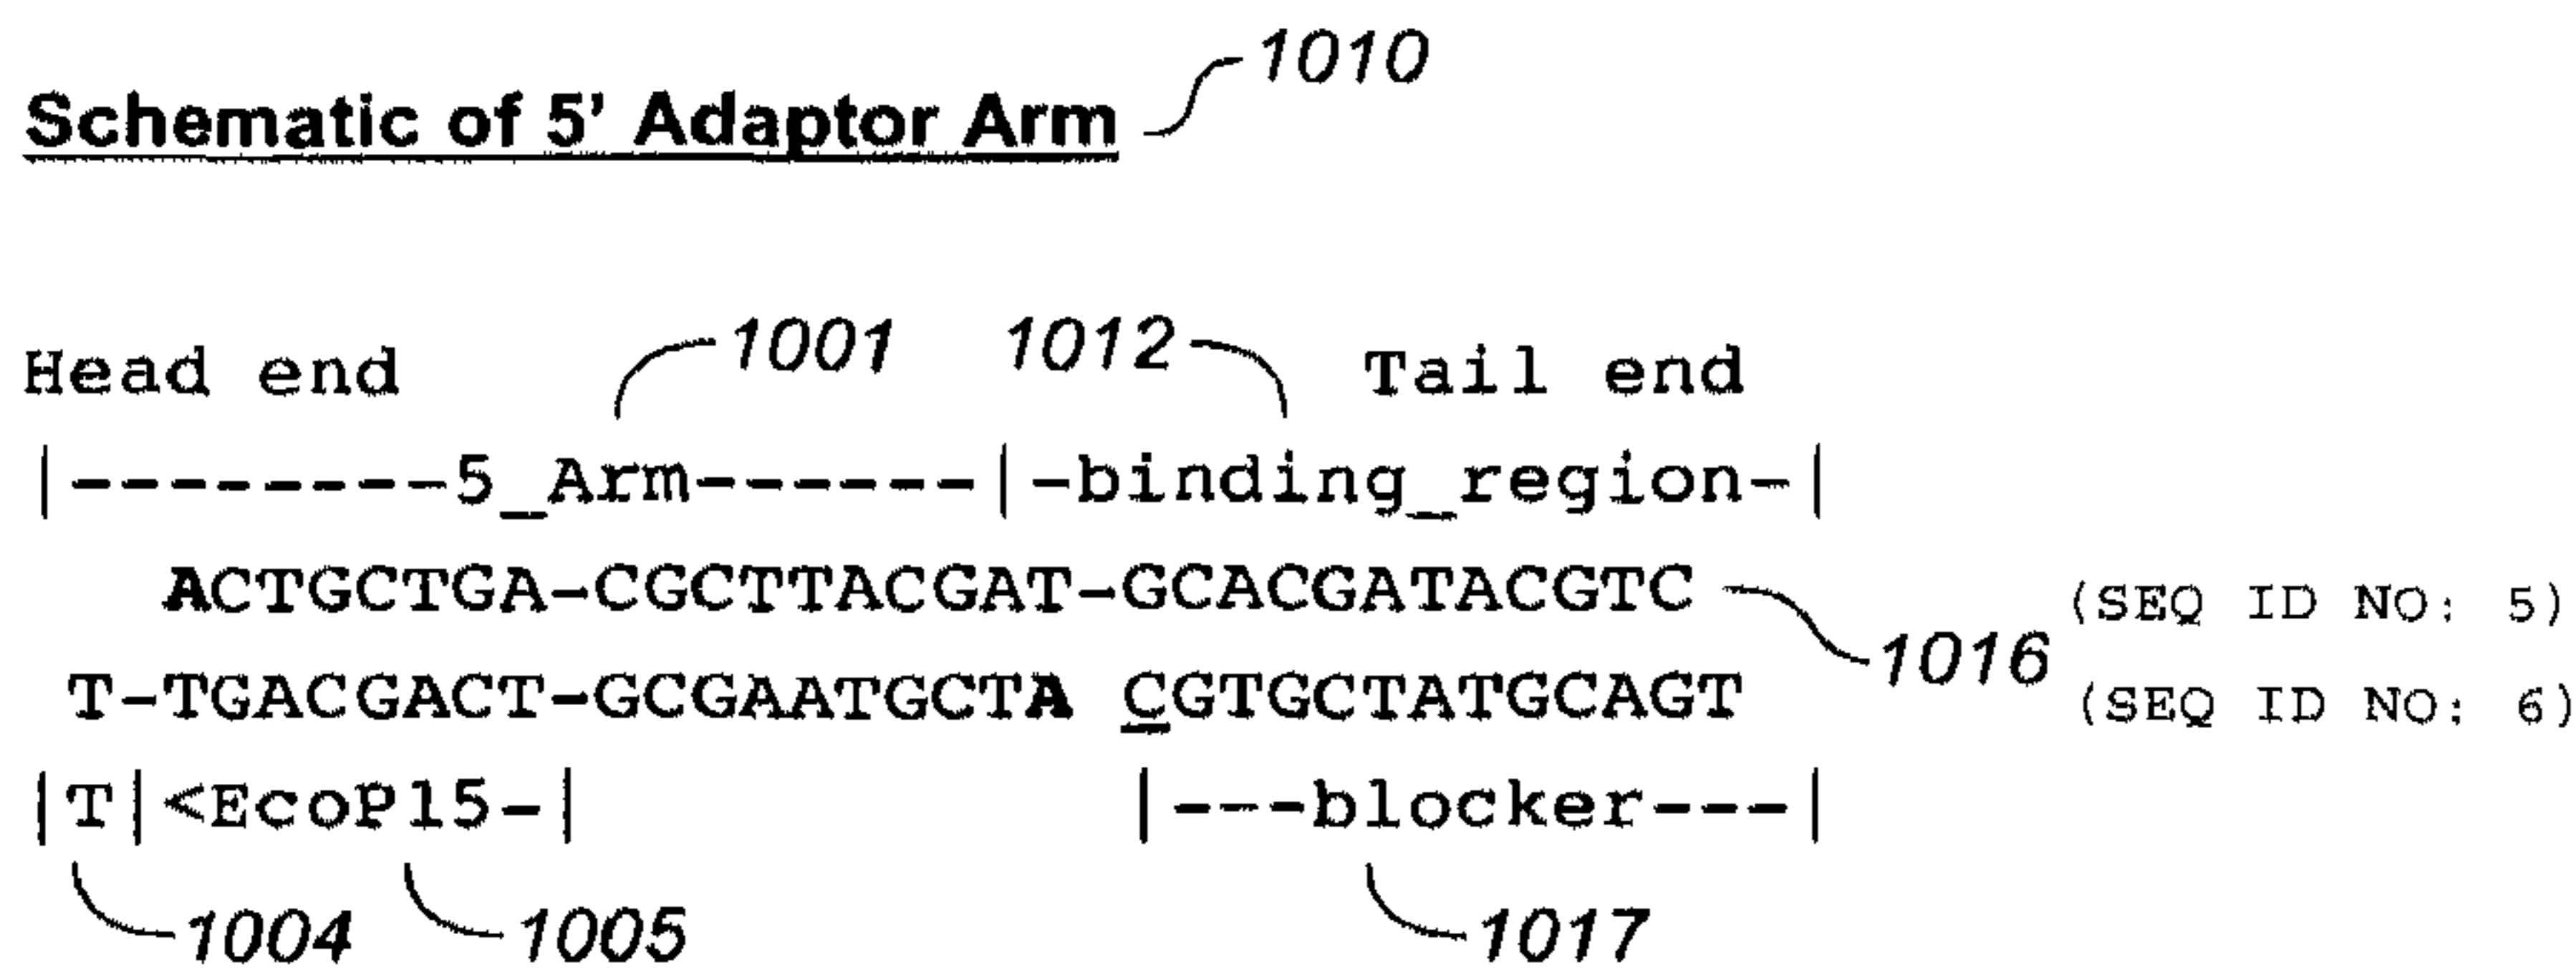 1010
Schematic of 5' Adaptor Arm
1001 1012
Head end Tail end
|---------5_Arm------|-binding_region-|
ACTGCTGA-CGCTTACGAT-GCACGATACGTC (SEQ ID NO: 5)
1016
T-TGACGACT-GCGAATGCTA CGTGCTATGCAGT (SEQ ID NO: 6)
|T|<EcoP15-| |---blocker---|
1004 1005 1017